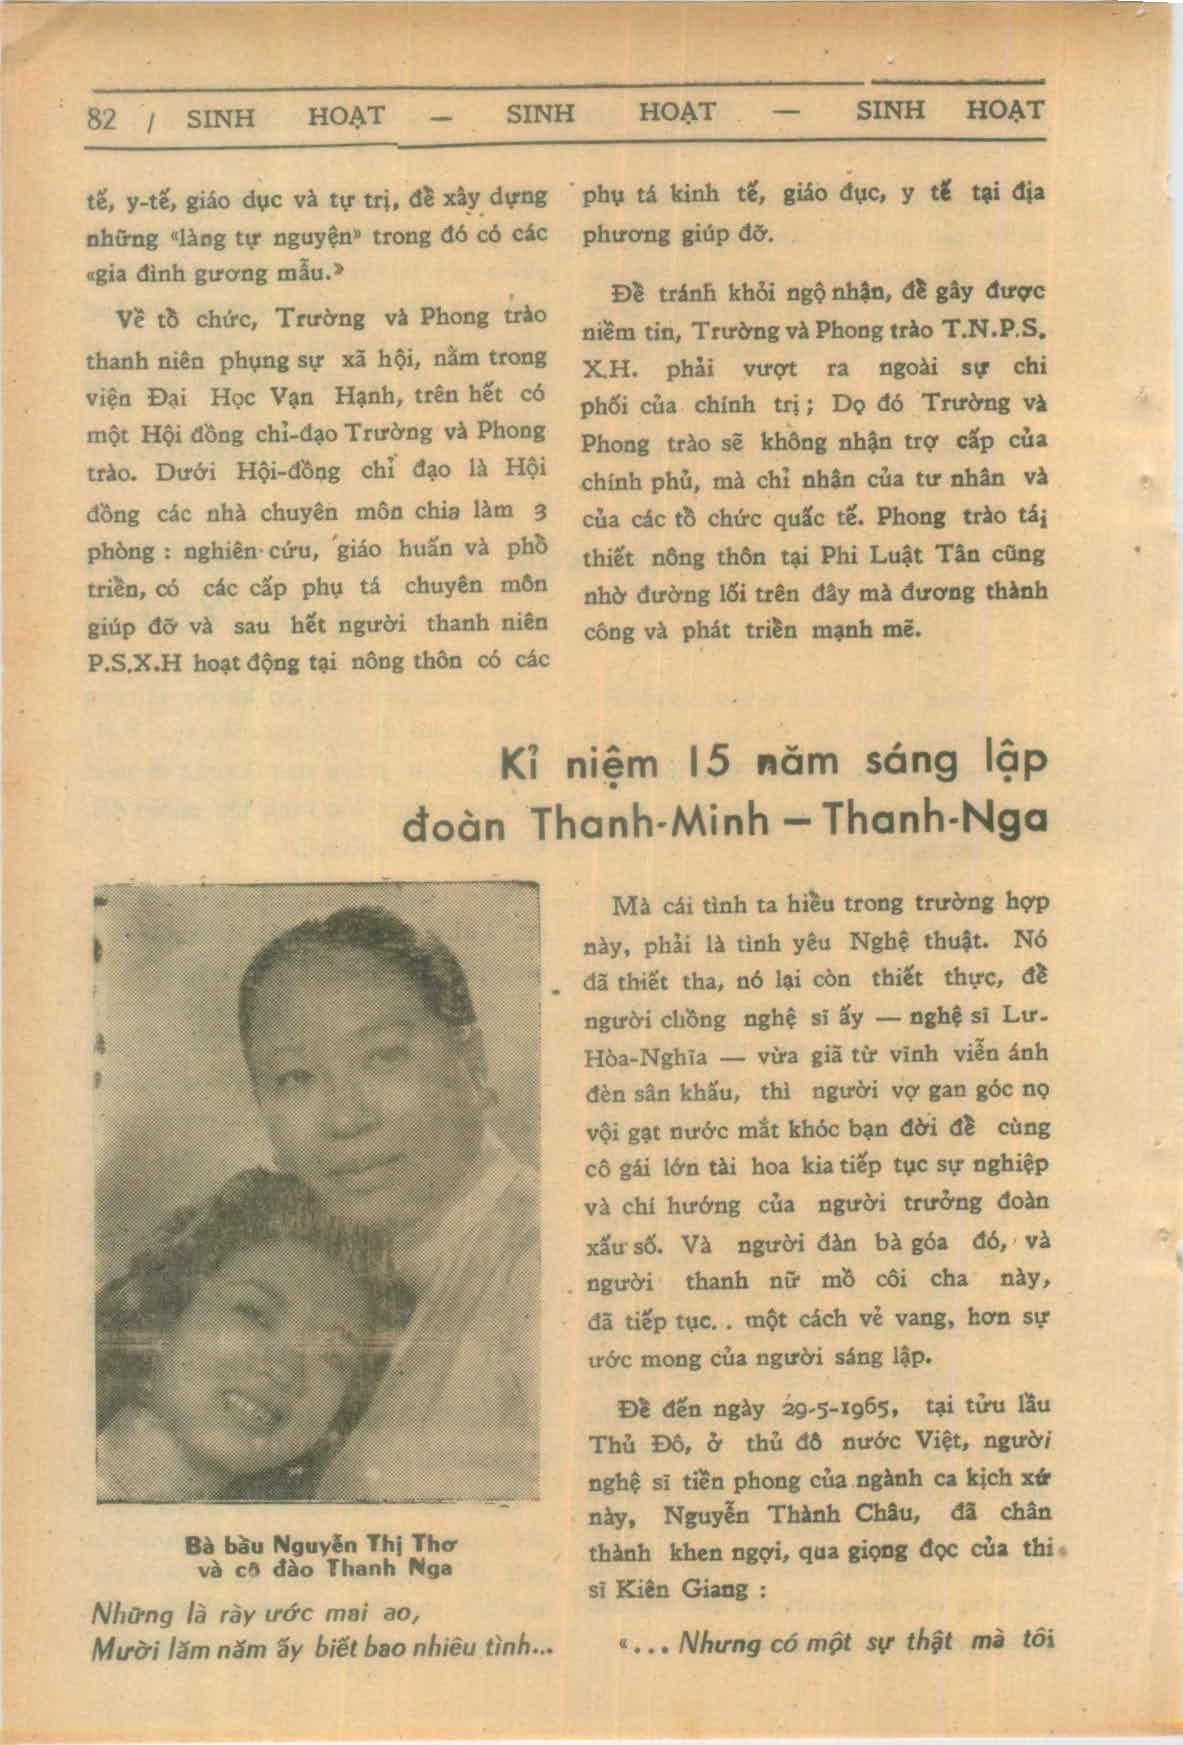 82 / SINH HOẠT — SINH HOẠT — SINH HOẠT
tế, y-tế, giáo dục và tự trị, để xây dựng
những «làng tự nguyện» trong đó có các
«gia đình gương mẫu.»
Về tổ chức, Trường và Phong trào
thanh niên phụng sự xã hội, nằm trong
viện Đại Học Vạn Hạnh, trên hết có
một Hội đồng chỉ-đạo Trường và Phong
trào. Dưới Hội-đồng chỉ đạo là Hội
đồng các nhà chuyên môn chia làm 3
phòng : nghiên cứu, giáo huấn và phổ
triển, có các cấp phụ tá chuyên môn
giúp đỡ và sau hết người thanh niên
P.S.X.H hoạt động tại nông thôn có các
phụ tá kinh tế, giáo đục, y tế tại địa
phương giúp đỡ.
Để tránh khỏi ngộ nhận, để gây được
niềm tin, Trường và Phong trào T.N.P.S.
X.H. phải vượt ra ngoài sự chi
phối của chính trị ; Dọ đó Trường và
Phong trào sẽ không nhận trợ cấp của
chính phủ, mà chỉ nhận của tư nhân và
của các tổ chức quấc tế. Phong trào tái
thiết nông thôn tại Phi Luật Tân cũng
nhờ đường lối trên đây mà đương thành
công và phát triển mạnh mẽ.
Kỉ niệm 15 năm sáng lập
đoàn Thanh-Minh — Thanh-Nga
Bà bầu Nguyễn Thị Thơ
và cô đào Thanh Nga
Những là rày ước mai ao,
Mười lăm năm ấy biết bao nhiêu tình...
Mà cái tình ta hiểu trong trường hợp
này, phải là tình yêu Nghệ thuật. Nó
đã thiết tha, nó lại còn thiết thực, để
người chồng nghệ sĩ ấy — nghệ sĩ Lư-
Hòa-Nghĩa — vừa giã từ vĩnh viễn ánh
đèn sân khấu, thì người vợ gan góc nọ
vội gạt nước mắt khóc bạn đời để cùng
cô gái lớn tài hoa kia tiếp tục sự nghiệp
và chí hướng của người trưởng đoàn
xấu số. Và người đàn bà góa đó, và
người thanh nữ mồ côi cha này,
đã tiếp tục. . một cách vẻ vang, hơn sự
ước mong của người sáng lập.
Để đến ngày 29-5-1965, tại tửu lầu
Thủ Đô, ở thủ đô nước Việt, người
nghệ sĩ tiền phong của ngành ca kịch xứ
này, Nguyễn Thành Châu, đã chân
thành khen ngợi, qua giọng đọc của thi
sĩ Kiên Giang :
«... Nhưng có một sự thật mà tôi